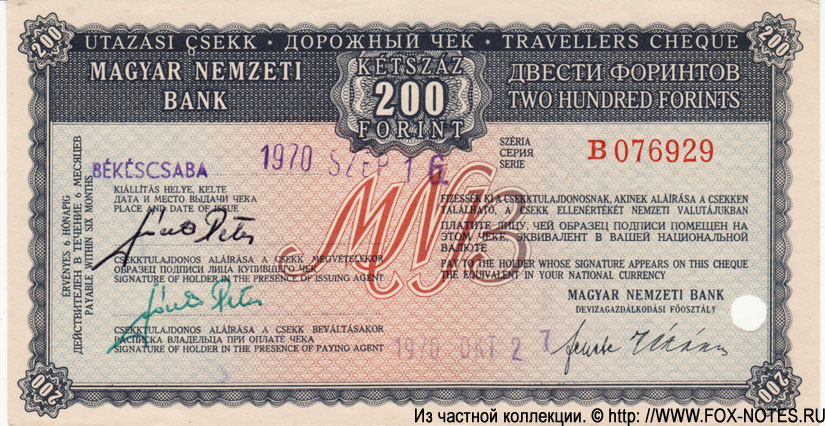 200 200
UTAZÁSI CSEKK · ДОРОЖНЫЙ ЧЕК · TRAVELLERS CHEQUE
MAGYAR NEMZETI
BANK
KÉTSZÁZ
200
FORINT
ДВЕСТИ ФОРИНТОВ
TWO HUNDRED FORINTS
SZÉRIA
СЕРИЯ
SERIE
B 076929
BÉKÉSCSABA
1970 SZEP 16.
KIÁLLÍTÁS HELYE, KELTE
ДАТА И МЕСТО ВЫДАЧИ ЧЕКА
PLACE AND DATE OF ISSUE
ÉRVÉNYES 6 HÓNAPIG
ДЕЙСТВИТЕЛЕН В ТЕЧЕНИЕ 6 МЕСЯЦЕВ
PAYABLE WITHIN SIX MONTHS
MNB
CSEKKTULAJDONOS ALÁÍRÁSA A CSEKK MEGVÉTELEKOR
ОБРАЗЕЦ ПОДПИСИ ЛИЦА КУПИВШЕГО ЧЕК
SIGNATURE OF HOLDER IN THE PRESENCE OF ISSUING AGENT
CSEKKTULAJDONOS ALÁÍRÁSA A CSEKK BEVÁLTÁSAKOR
РАСПИСКА ВЛАДЕЛЬЦА ПРИ ОПЛАТЕ ЧЕКА
SIGNATURE OF HOLDER IN THE PRESENCE OF PAYING AGENT
FIZESSÉK KI A CSEKKTULAJDONOSNAK, AKINEK ALÁÍRÁSA A CSEKKEN
TALÁLHATÓ, A CSEKK ELLENÉRTÉKÉT NEMZETI VALUTÁJUKBAN
ПЛАТИТЕ ЛИЦУ, ЧЕЙ ОБРАЗЕЦ ПОДПИСИ ПОМЕЩЕН НА
ЭТОМ ЧЕКЕ, ЭКВИВАЛЕНТ В ВАШЕЙ НАЦИОНАЛЬНОЙ
ВАЛЮТЕ
PAY TO THE HOLDER WHOSE SIGNATURE APPEARS ON THIS CHEQUE
THE EQUIVALENT IN YOUR NATIONAL CURRENCY
MAGYAR NEMZETI BANK
DEVIZAGAZDÁLKODÁSI FŐOSZTÁLY
1970 OKT 27
200 200
Из частной коллекции. © http: //WWW.FOX-NOTES.RU